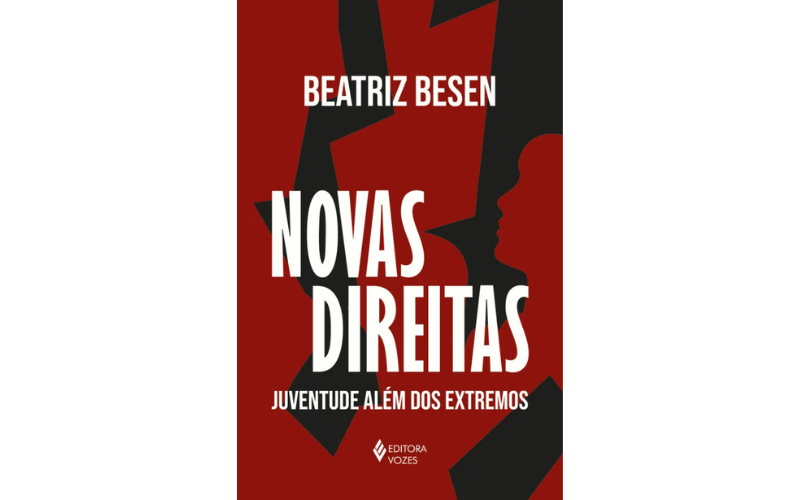 BEATRIZ BESEN
NOVAS
DIREITAS
JUVENTUDE ALÉM DOS EXTREMOS
EDITORA
VOZES